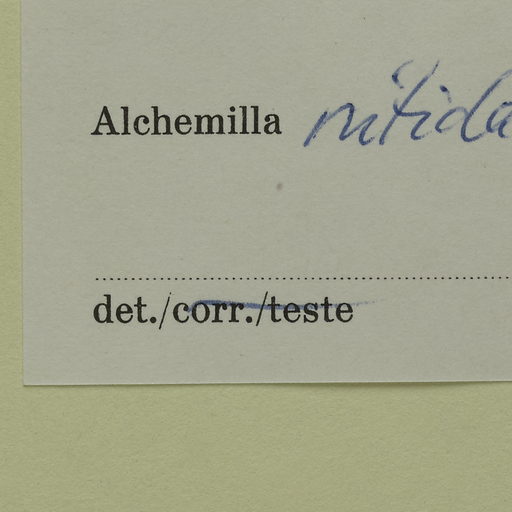 Alchemilla nitida
det./corr./teste